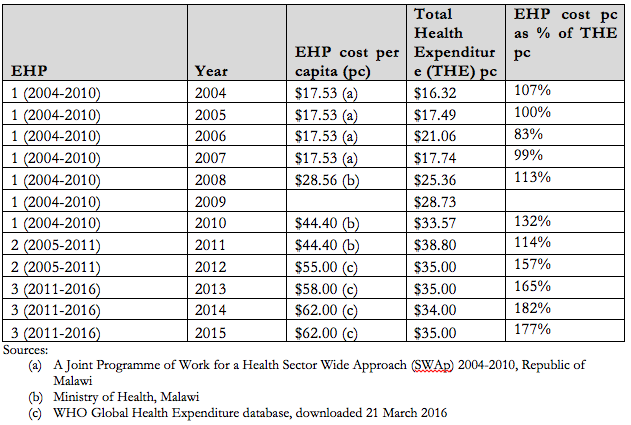 EHP Year EHP cost per capita (pc) Total Health Expenditur e (THE) pc EHP cost pc as % of THE pc
1 (2004-2010) 2004 $17.53 (a) $16.32 107%
1 (2004-2010) 2005 $17.53 (a) $17.49 100%
1 (2004-2010) 2006 $17.53 (a) $21.06 83%
1 (2004-2010) 2007 $17.53 (a) $17.74 99%
1 (2004-2010) 2008 $28.56 (b) $25.36 113%
1 (2004-2010) 2009 $28.73
1 (2004-2010) 2010 $44.40 (b) $33.57 132%
2 (2005-2011) 2011 $44.40 (b) $38.80 114%
2 (2005-2011) 2012 $55.00 (c) $35.00 157%
3 (2011-2016) 2013 $58.00 (c) $35.00 165%
3 (2011-2016) 2014 $62.00 (c) $34.00 182%
3 (2011-2016) 2015 $62.00 (c) $35.00 177%
Sources:
(a) A Joint Programme of Work for a Health Sector Wide Approach (SWAp) 2004-2010, Republic of
Malawi
(b) Ministry of Health, Malawi
(c) WHO Global Health Expenditure database, downloaded 21 March 2016